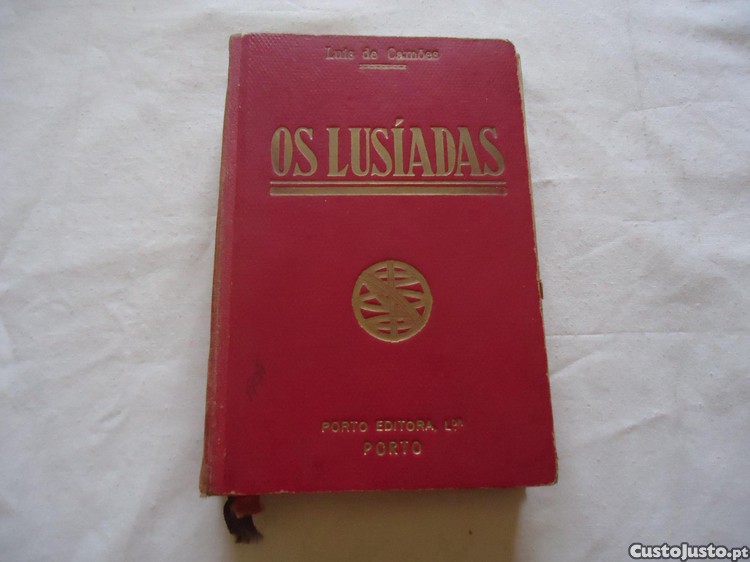 Luís de Camões
OS LUSÍADAS
PORTO EDITORA, L.DA
PORTO
CustoJusto.pt